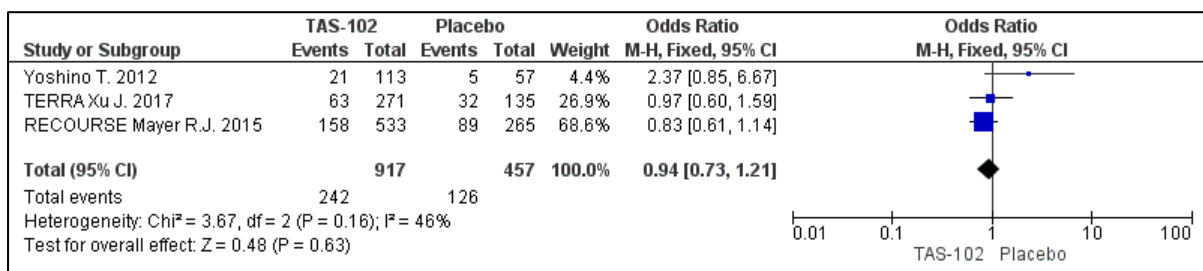 TAS-102 Placebo Odds Ratio Odds Ratio
Study or Subgroup Events Total Events Total Weight M-H, Fixed, 95% CI M-H, Fixed, 95% CI
Yoshino T. 2012 21 113 5 57 4.4% 2.37 [0.85, 6.67]
TERRA Xu J. 2017 63 271 32 135 26.9% 0.97 [0.60, 1.59]
RECOURSE Mayer R.J. 2015 158 533 89 265 68.6% 0.83 [0.61, 1.14]
Total (95% CI) 917 457 100.0% 0.94 [0.73, 1.21]
Total events 242 126
Heterogeneity: Chi² = 3.67, df = 2 (P = 0.16); I² = 46%
Test for overall effect: Z = 0.48 (P = 0.63)
0.01 0.1 1 10 100
TAS-102 Placebo